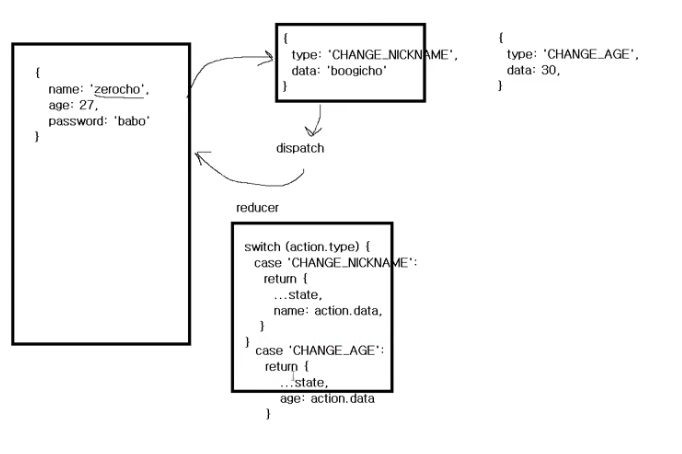 {
name: 'zerocho',
age: 27,
password: 'babo'
}
{
type: 'CHANGE_NICKNAME',
data: 'boogicho'
}
{
type: 'CHANGE_AGE',
data: 30,
}
dispatch
reducer
switch (action.type) {
case 'CHANGE_NICKNAME':
return {
...state,
name: action.data,
}
}
case 'CHANGE_AGE':
return {
...state,
age: action.data
}